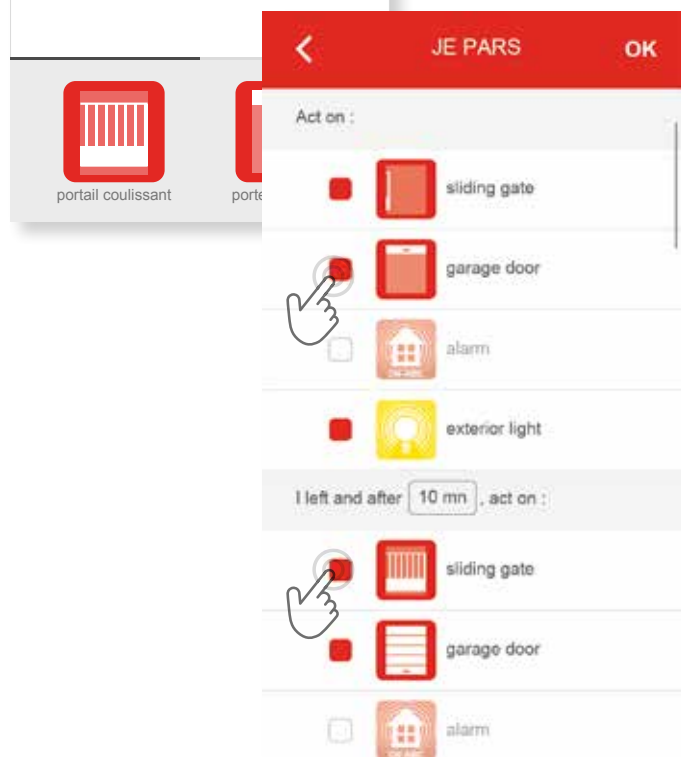 JE PARS OK
Act on :
sliding gate
garage door
alarm
exterior light
I left and after 10 mn , act on :
sliding gate
garage door
alarm
portail coulissant
porte